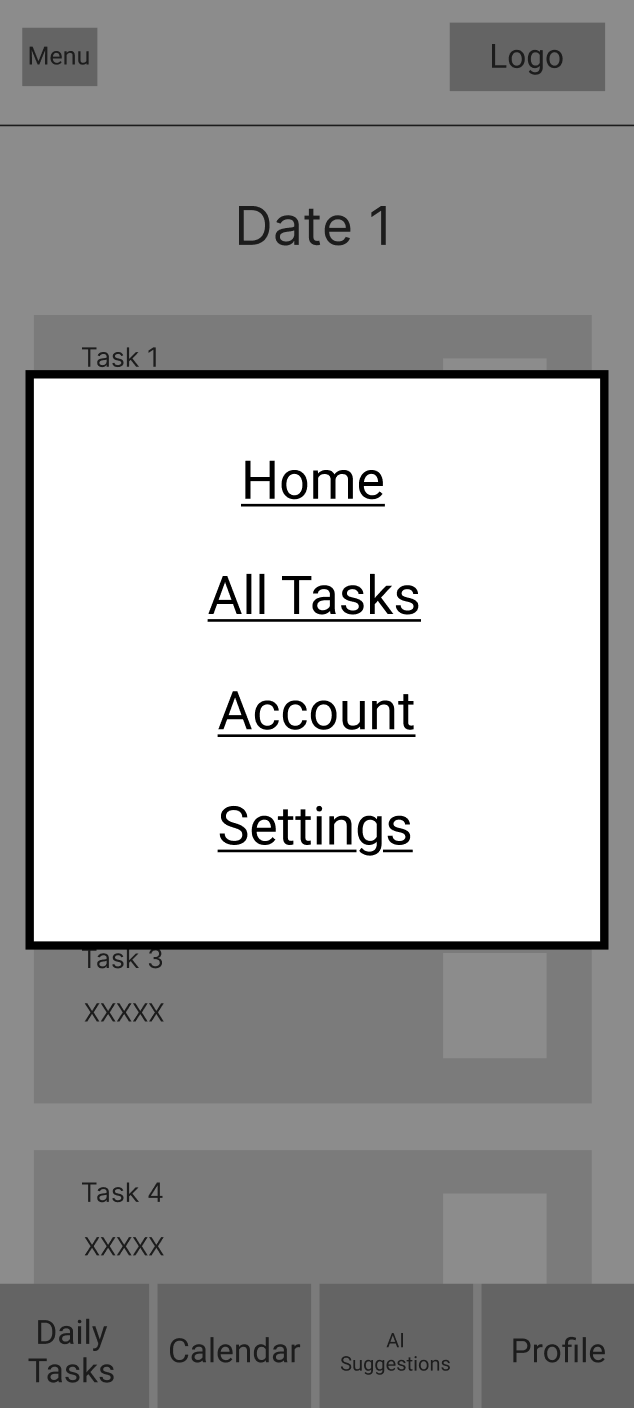 Menu
Logo
Date 1
Task 1
Home
All Tasks
Account
Settings
Task 3
XXXXX
Task 4
XXXXX
Daily
Tasks
Calendar
AI
Suggestions
Profile